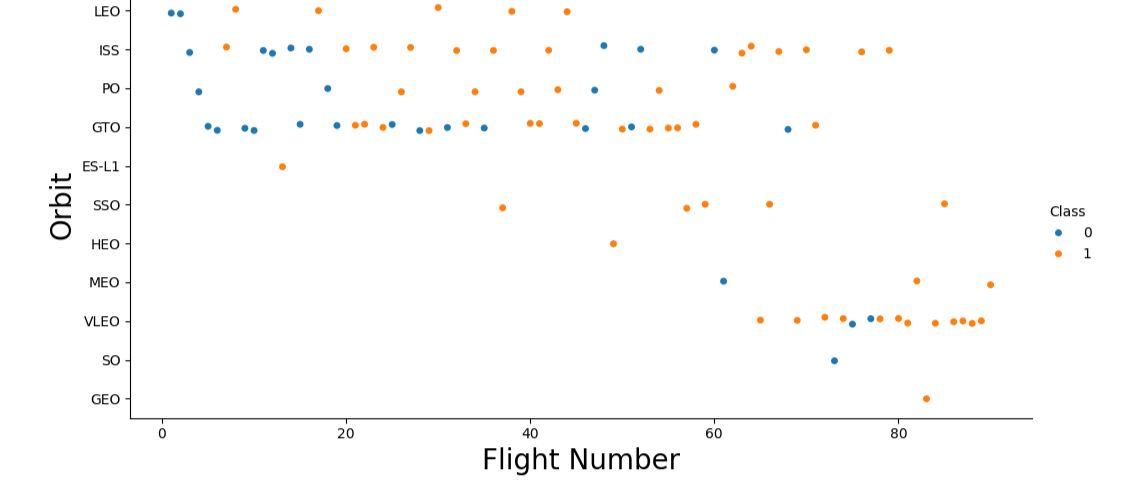 LEO
ISS
PO
GTO
ES-L1
SSO
HEO
MEO
VLEO
SO
GEO
Orbit
0 20 40 60 80
Flight Number
Class
0
1